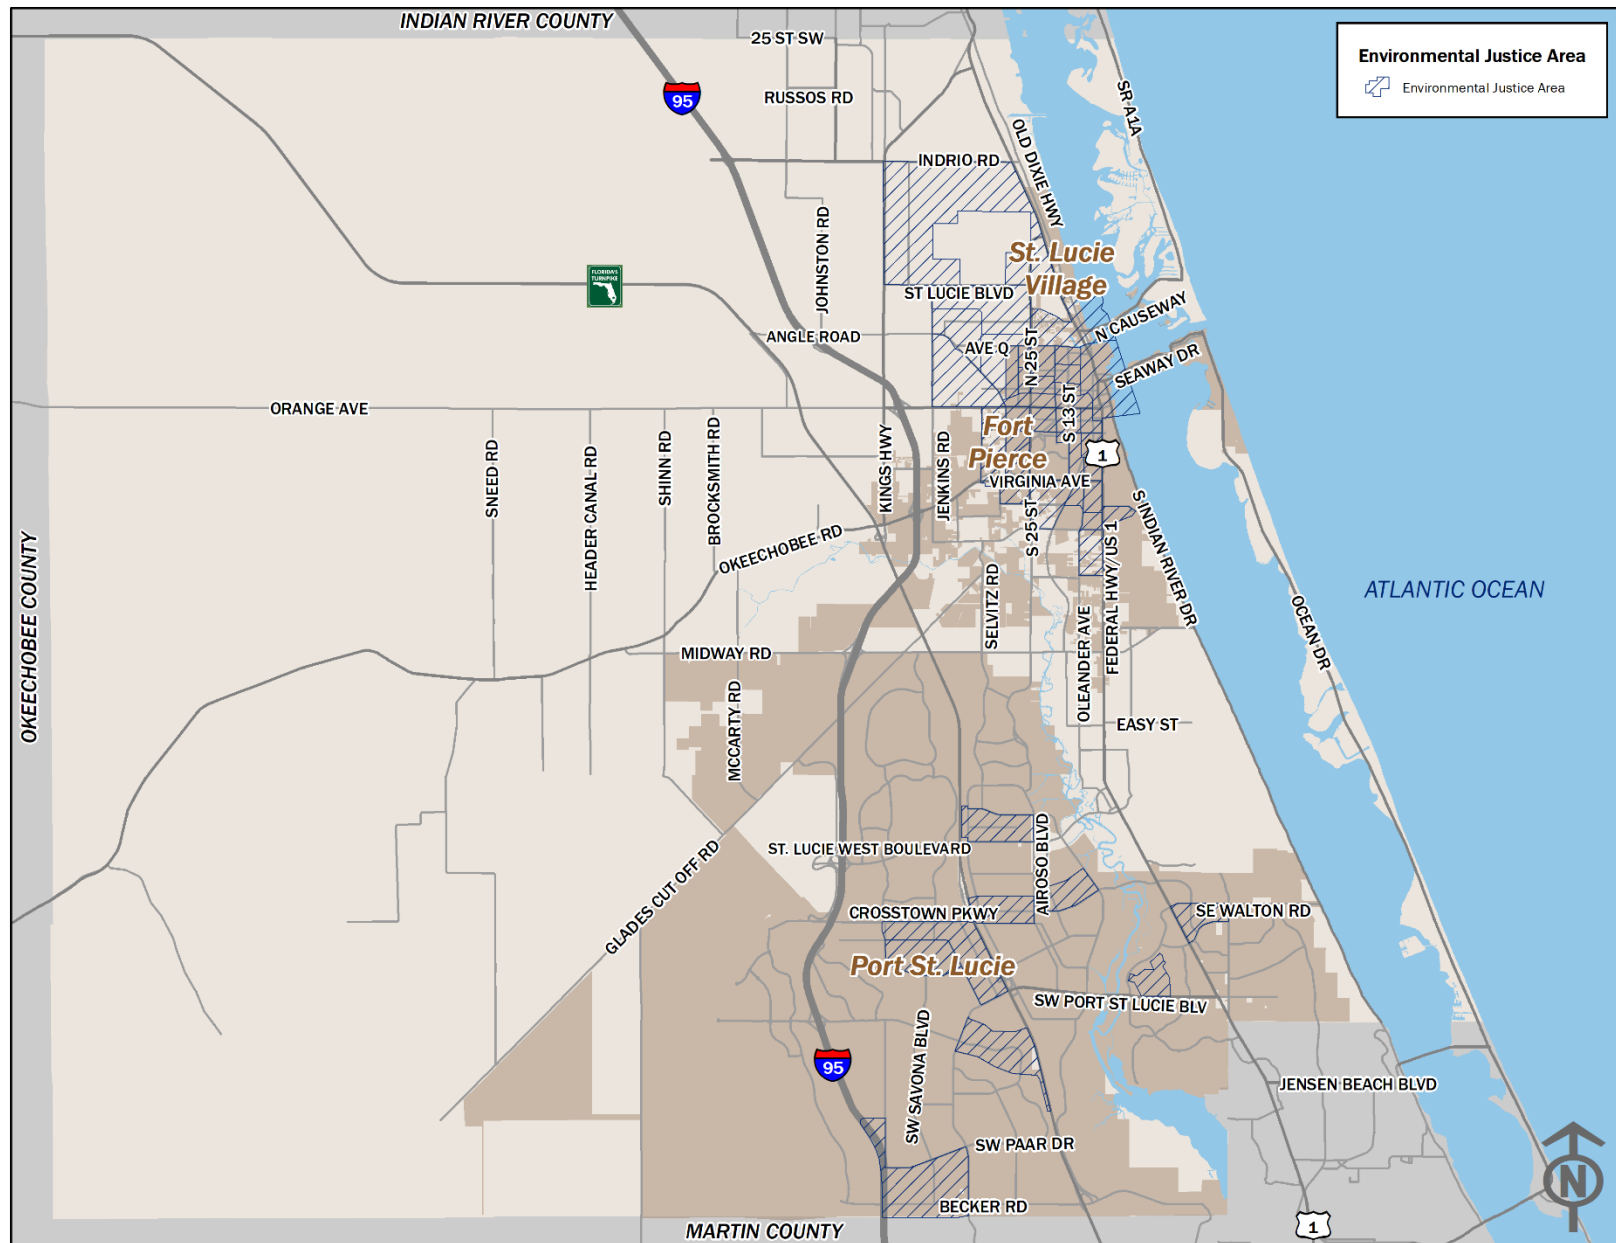 INDIAN RIVER COUNTY
25 ST SW
Environmental Justice Area
Environmental Justice Area
95
RUSSOS RD
SR A1A
OLD DIXIE HWY
INDRIO RD
JOHNSTON RD
St. Lucie
Village
FLORIDA'S
TURNPIKE
ST LUCIE BLVD
N CAUSEWAY
ANGLE ROAD
AVE Q
N 25 ST
SEAWAY DR
ORANGE AVE
S 13 ST
Fort
Pierce
1
SNEED RD
HEADER CANAL RD
SHINN RD
BROCKSMITH RD
KINGS HWY
JENKINS RD
VIRGINIA AVE
S 25 ST
S INDIAN RIVER DR
OKEECHOBEE RD
FEDERAL HWY/US 1
ATLANTIC OCEAN
OKEECHOBEE COUNTY
SELVITZ RD
OCEAN DR
OLEANDER AVE
MIDWAY RD
MCCARTY RD
EASY ST
AIROSO BLVD
ST. LUCIE WEST BOULEVARD
GLADES CUT OFF RD
CROSSTOWN PKWY
SE WALTON RD
Port St. Lucie
SW PORT ST LUCIE BLV
SW SAVONA BLVD
95
JENSEN BEACH BLVD
SW PAAR DR
BECKER RD
N
MARTIN COUNTY
1